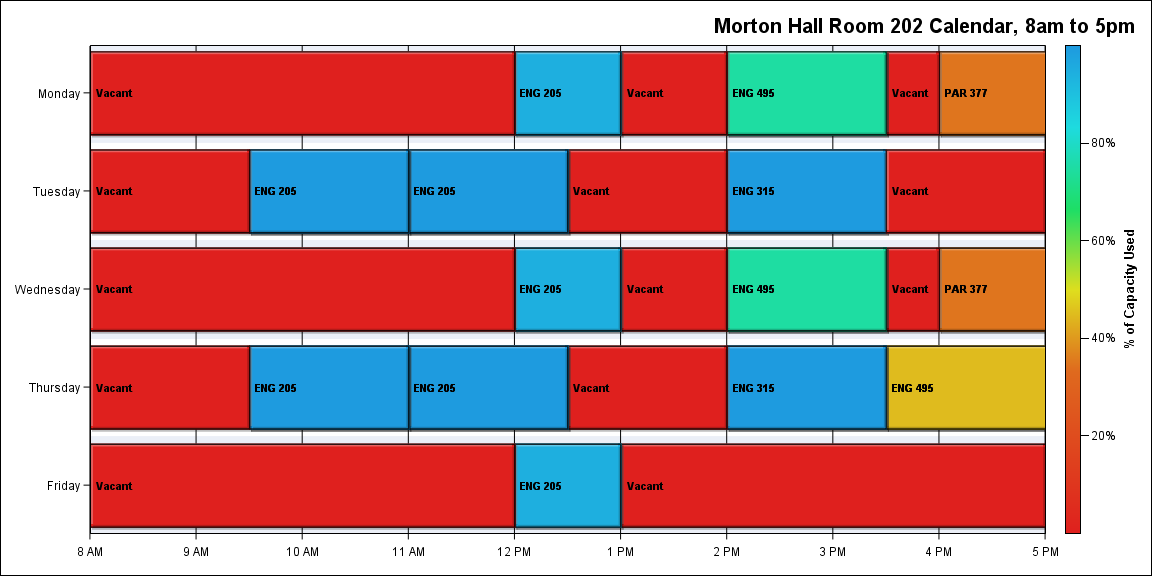 Morton Hall Room 202 Calendar, 8am to 5pm
Monday
Vacant
ENG 205
Vacant
ENG 495
Vacant
PAR 377
Tuesday
Vacant
ENG 205
ENG 205
Vacant
ENG 315
Vacant
Wednesday
Vacant
ENG 205
Vacant
ENG 495
Vacant
PAR 377
Thursday
Vacant
ENG 205
ENG 205
Vacant
ENG 315
ENG 495
Friday
Vacant
ENG 205
Vacant
8 AM
9 AM
10 AM
11 AM
12 PM
1 PM
2 PM
3 PM
4 PM
5 PM
80%
60%
40%
20%
% of Capacity Used